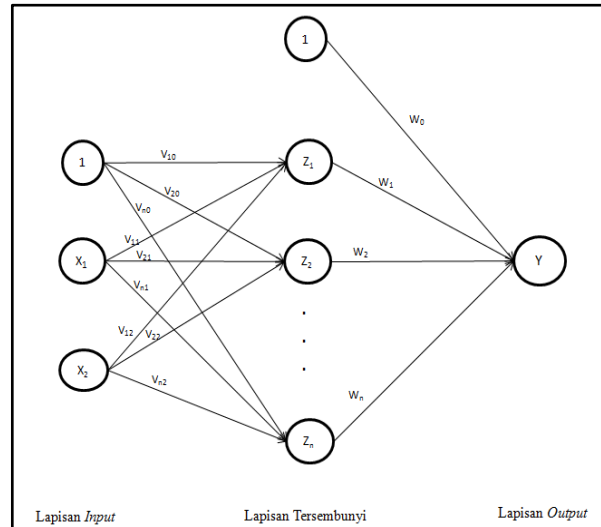 1
W₀
1
V₁₀
Z₁
V₂₀
W₁
Vₙ₀
V₁₁
X₁
V₂₁
Z₂
W₂
Y
Vₙ₁
V₁₂
V₂₂
X₂
Vₙ₂
Wₙ
Zₙ
Lapisan Input
Lapisan Tersembunyi
Lapisan Output